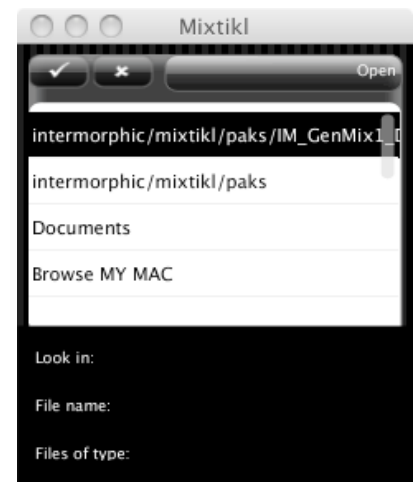 Mixtikl
Open
intermorphic/mixtikl/paks/IM_GenMix1_D
intermorphic/mixtikl/paks
Documents
Browse MY MAC
Look in:
File name:
Files of type: